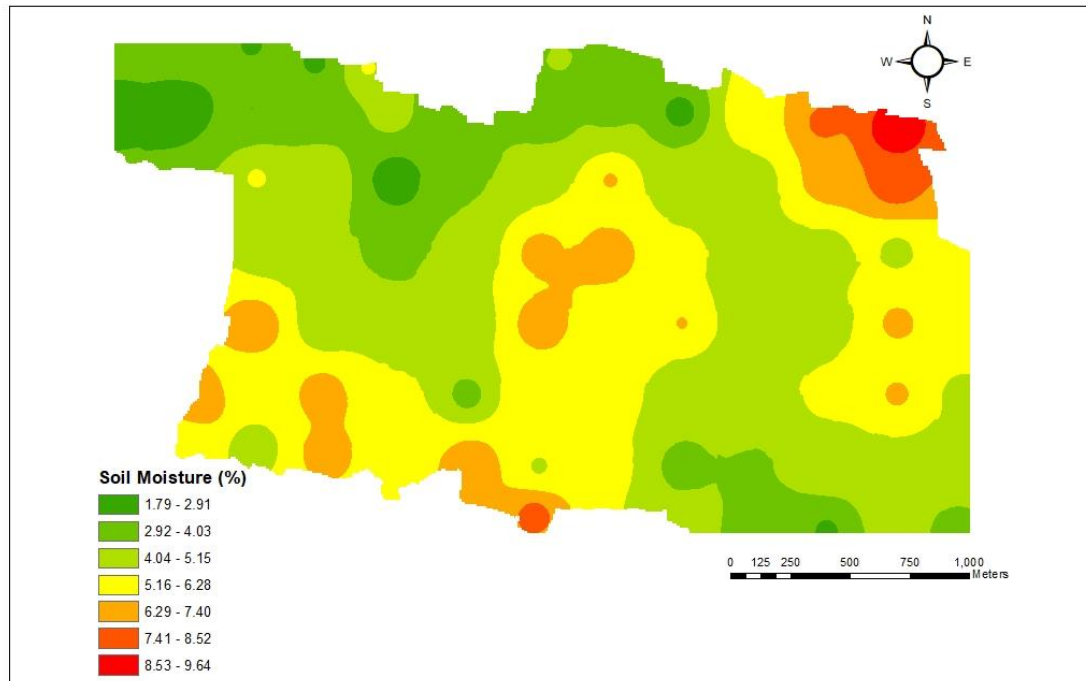 N
W E
S
Soil Moisture (%)
1.79 - 2.91
2.92 - 4.03
4.04 - 5.15
5.16 - 6.28
6.29 - 7.40
7.41 - 8.52
8.53 - 9.64
0 125 250 500 750 1,000
Meters